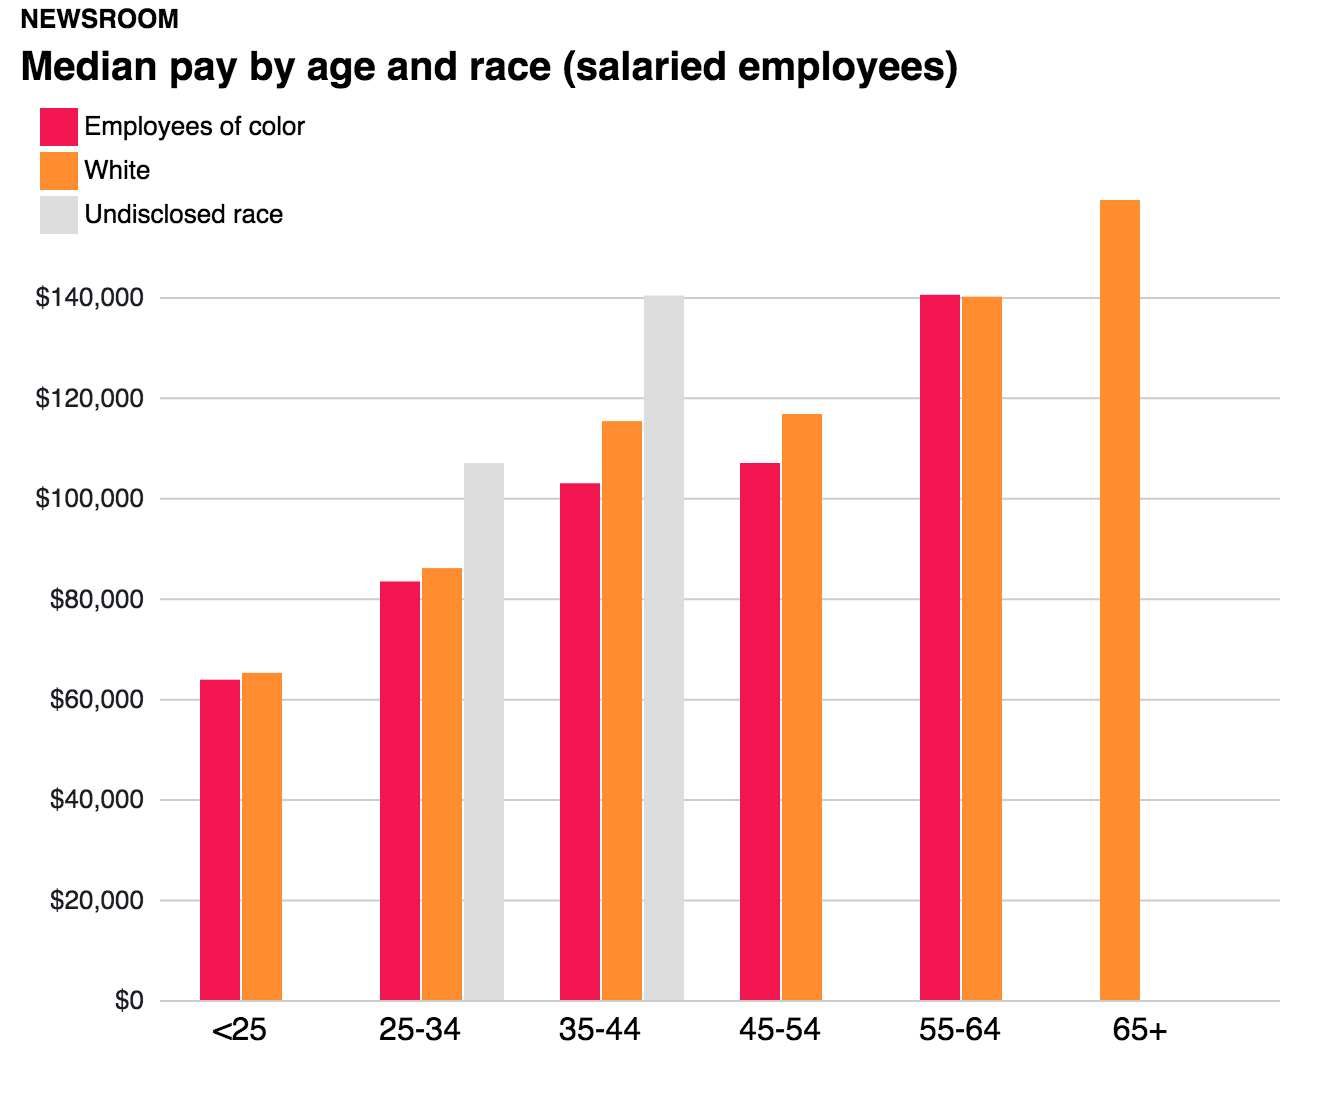 NEWSROOM
Median pay by age and race (salaried employees)
Employees of color
White
Undisclosed race
$140,000
$120,000
$100,000
$80,000
$60,000
$40,000
$20,000
$0
<25 25-34 35-44 45-54 55-64 65+